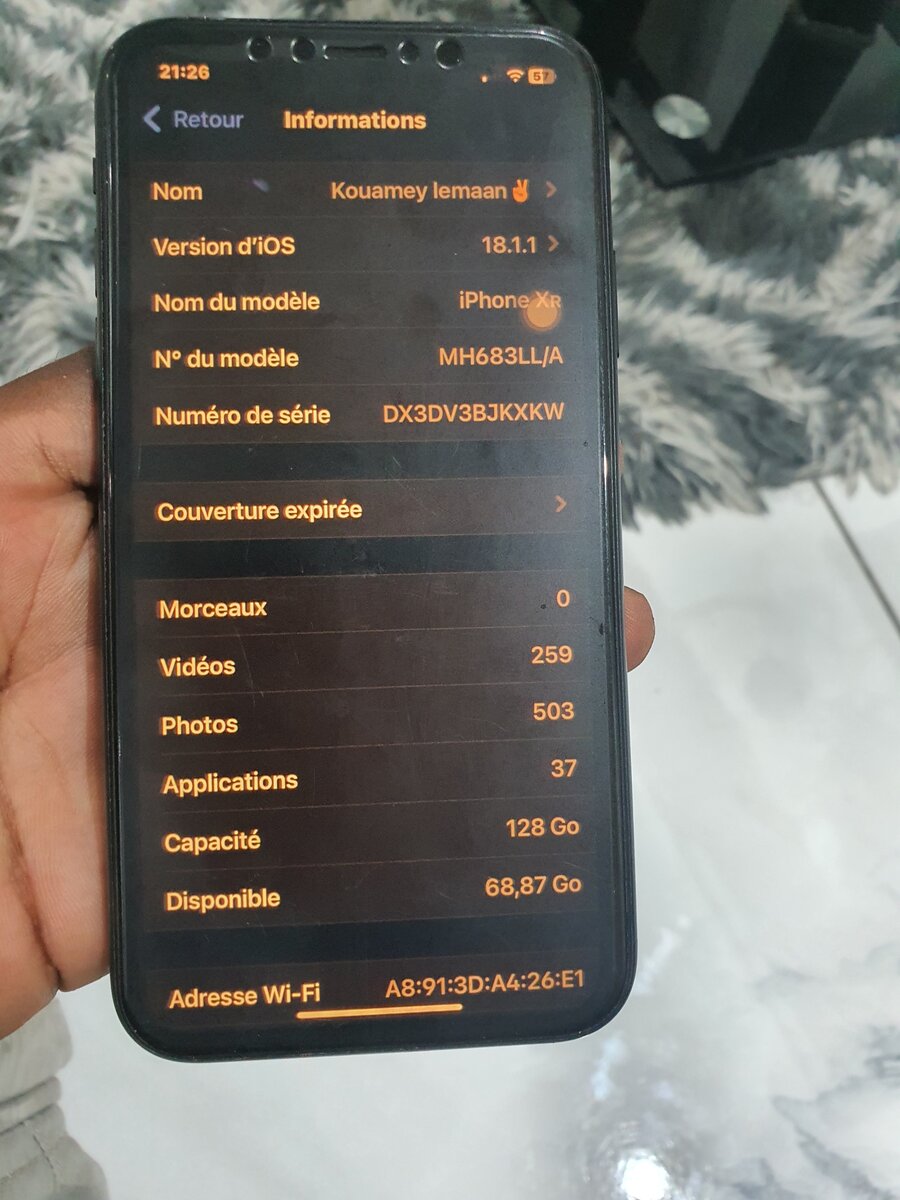 21:26 57
Retour Informations
Nom Kouamey lemaan✌️
Version d'iOS 18.1.1
Nom du modèle iPhone XR
N° du modèle MH683LL/A
Numéro de série DX3DV3BJKXKW
Couverture expirée
Morceaux 0
Vidéos 259
Photos 503
Applications 37
Capacité 128 Go
Disponible 68,87 Go
Adresse Wi-Fi A8:91:3D:A4:26:E1